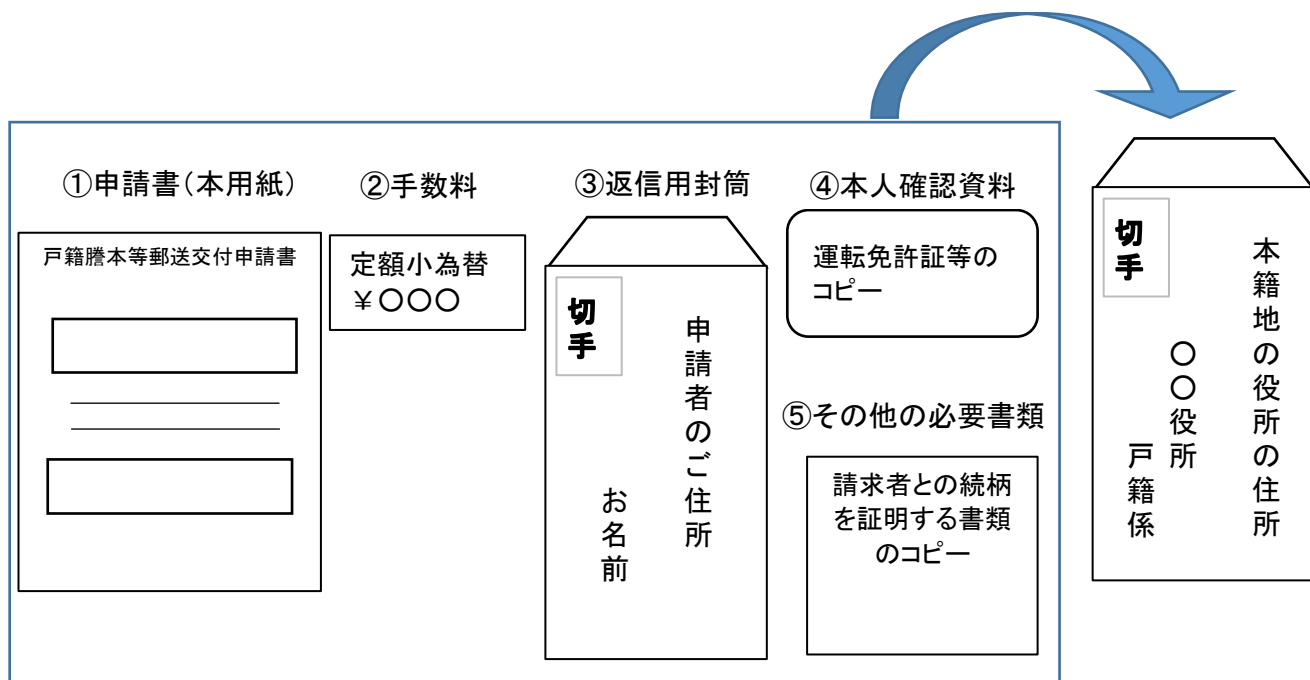 ①申請書(本用紙)
戸籍謄本等郵送交付申請書
②手数料
定額小為替
¥〇〇〇
③返信用封筒
切手
申請者のご住所
お名前
④本人確認資料
運転免許証等の
コピー
⑤その他の必要書類
請求者との続柄
を証明する書類
のコピー
切手
本籍地の役所の住所
〇〇役所
戸籍係